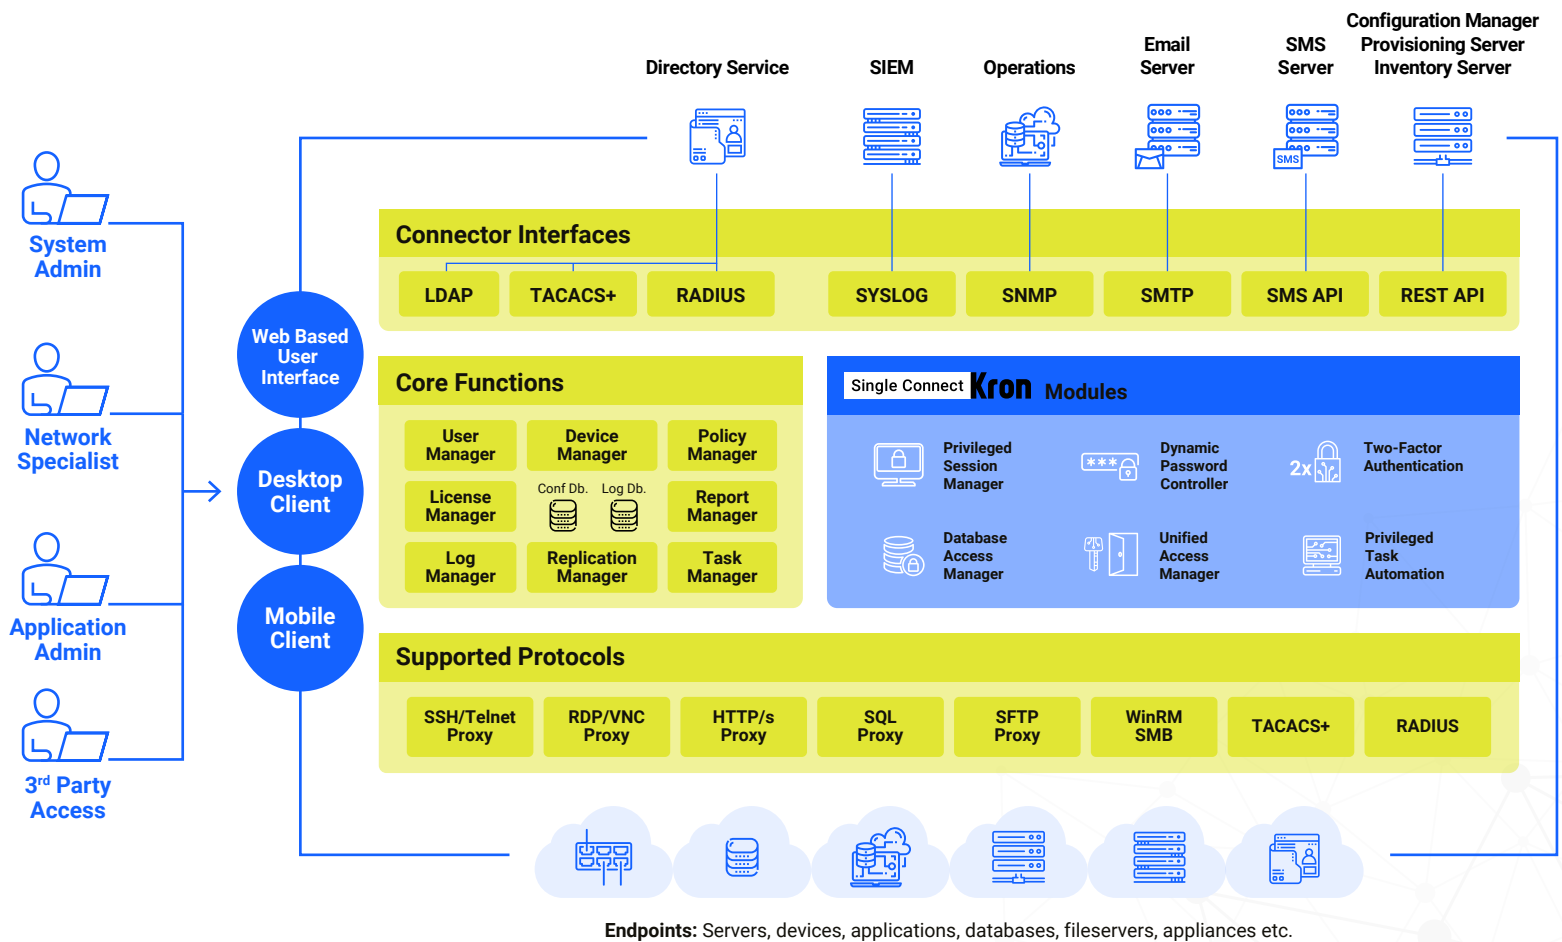 Configuration Manager
Provisioning Server
Inventory Server
Email
Server
SMS
Server
Directory Service
SIEM
Operations
SMS
System
Admin
Network
Specialist
Application
Admin
3rd Party
Access
Web Based
User
Interface
Desktop
Client
Mobile
Client
Connector Interfaces
LDAP
TACACS+
RADIUS
SYSLOG
SNMP
SMTP
SMS API
REST API
Core Functions
User
Manager
Device
Manager
Policy
Manager
License
Manager
Conf Db.
Log Db.
Report
Manager
Log
Manager
Replication
Manager
Task
Manager
Single Connect Kron Modules
Privileged
Session
Manager
***
Dynamic
Password
Controller
2x
Two-Factor
Authentication
Database
Access
Manager
Unified
Access
Manager
Privileged
Task
Automation
Supported Protocols
SSH/Telnet
Proxy
RDP/VNC
Proxy
HTTP/s
Proxy
SQL
Proxy
SFTP
Proxy
WinRM
SMB
TACACS+
RADIUS
Endpoints: Servers, devices, applications, databases, fileservers, appliances etc.